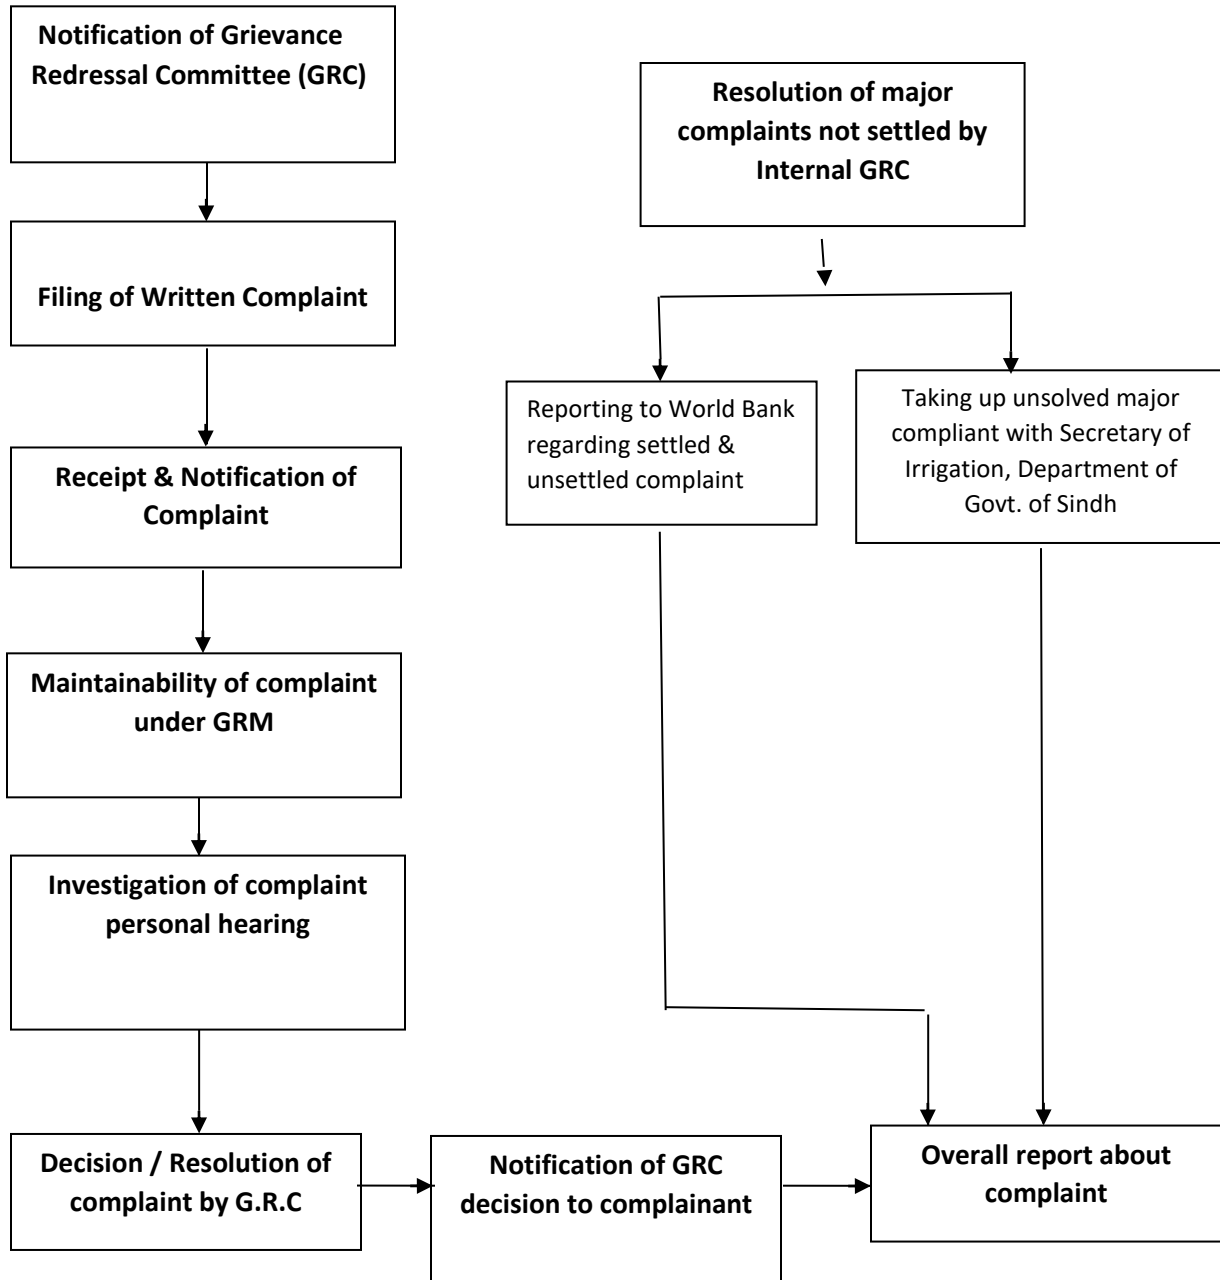 Notification of Grievance
Redressal Committee (GRC)
Resolution of major
complaints not settled by
Internal GRC
Filing of Written Complaint
Reporting to World Bank
regarding settled &
unsettled complaint
Taking up unsolved major
compliant with Secretary of
Irrigation, Department of
Govt. of Sindh
Receipt & Notification of
Complaint
Maintainability of complaint
under GRM
Investigation of complaint
personal hearing
Decision / Resolution of
complaint by G.R.C
Notification of GRC
decision to complainant
Overall report about
complaint